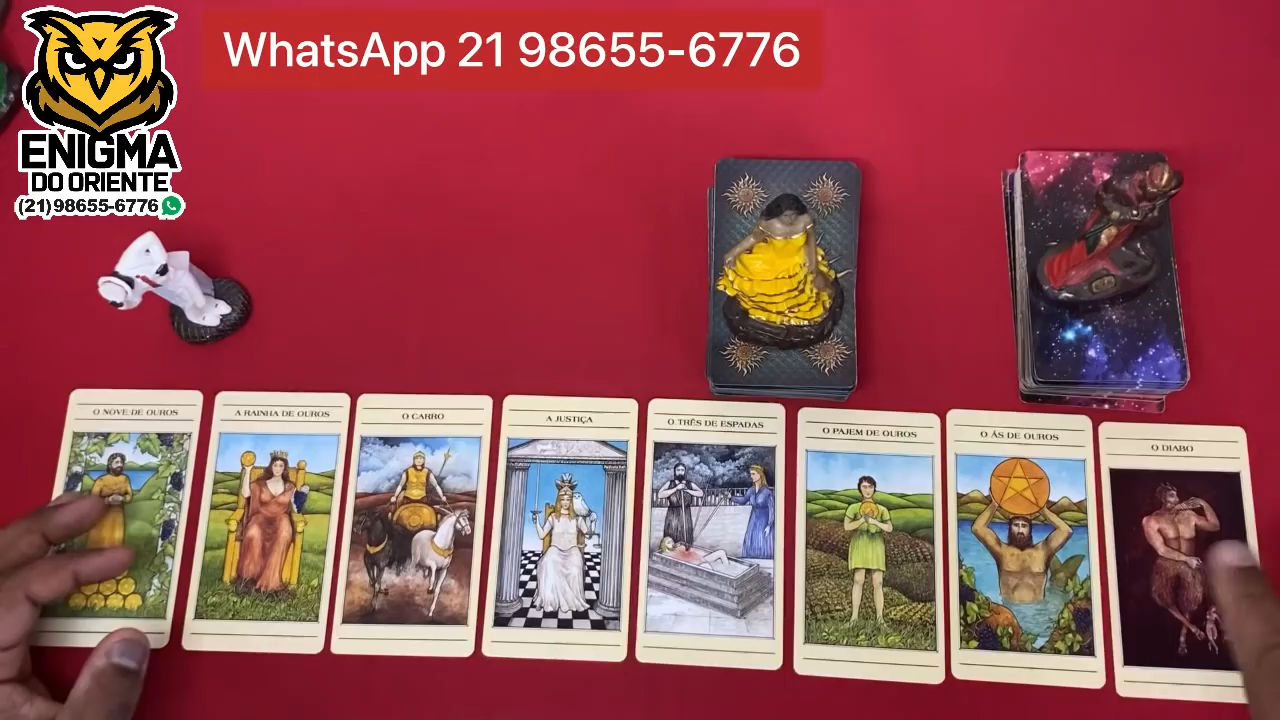 WhatsApp 21 98655-6776
ENIGMA
DO ORIENTE
(21)98655-6776
O NOVE DE OUROS
A RAINHA DE OUROS
O CARRO
A JUSTIÇA
O TRÊS DE ESPADAS
O PAJEM DE OUROS
O ÁS DE OUROS
O DIABO